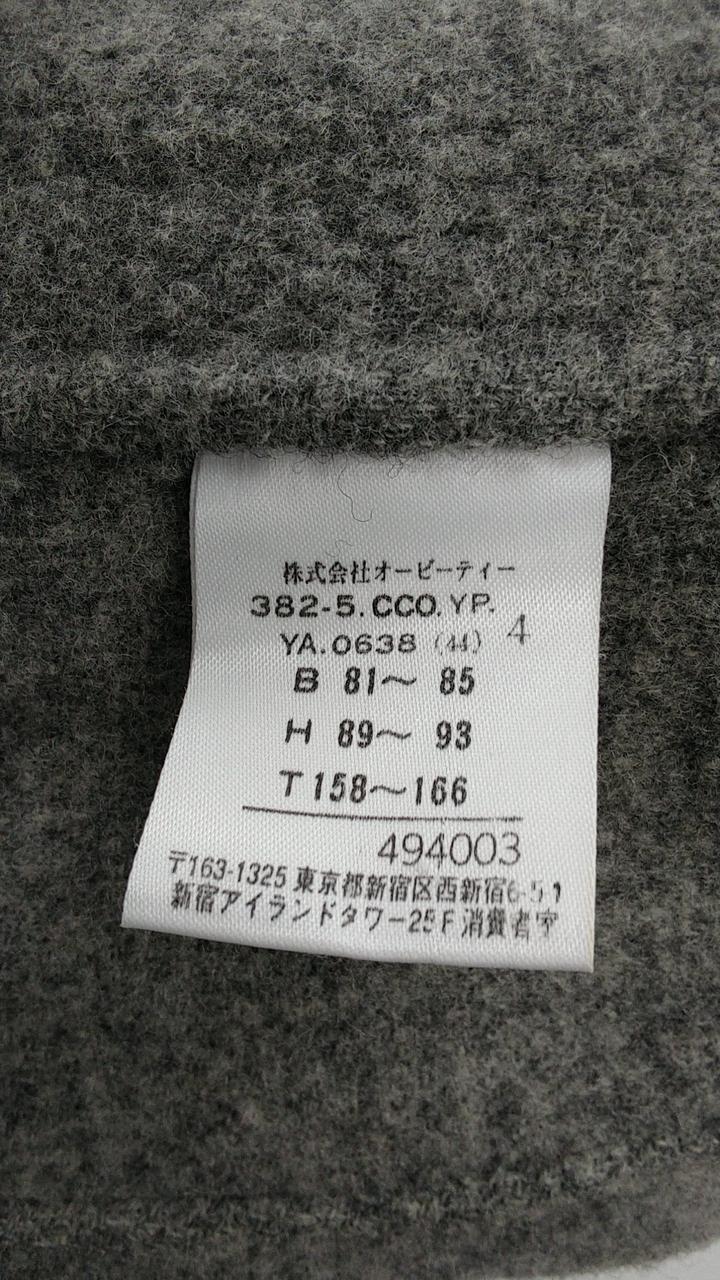 株式会社オービーティー
382-5.CCO.YP.
YA.0638 (44) 4
B 81〜 85
H 89〜 93
T 158〜166
494003
〒163-1325 東京都新宿区西新宿6-5-1
新宿アイランドタワー25F 消費者室